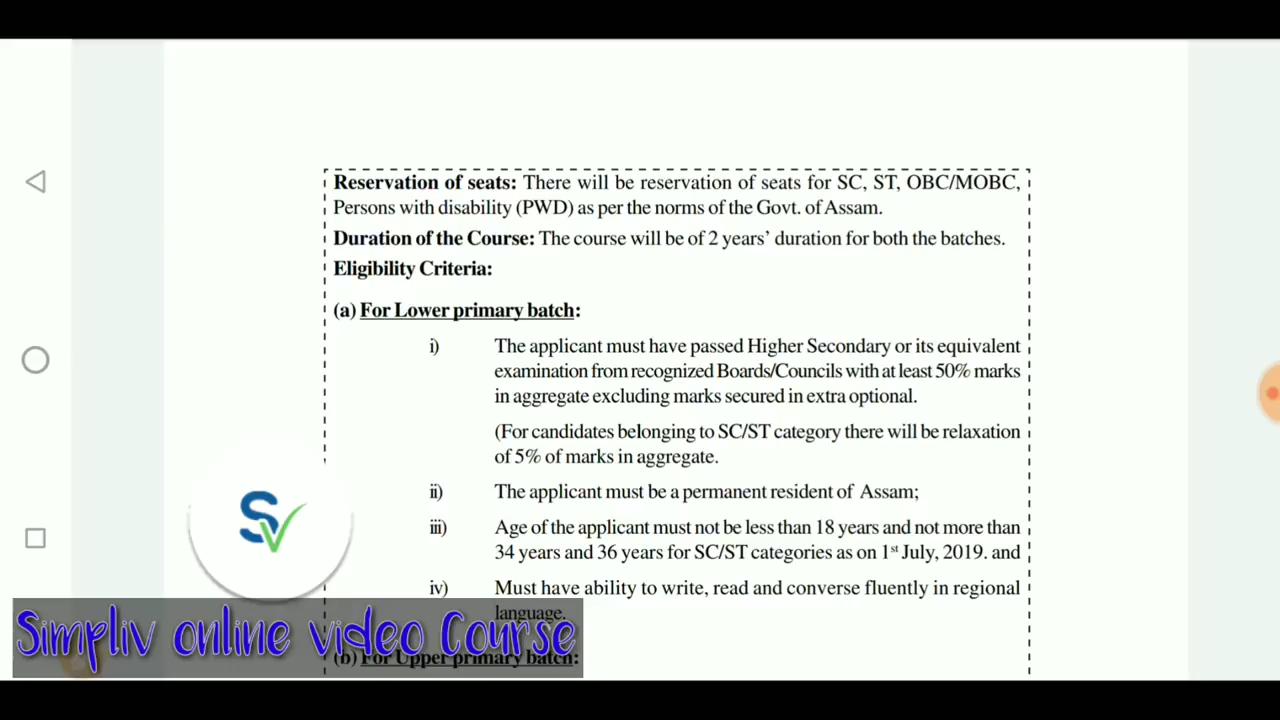 Reservation of seats: There will be reservation of seats for SC, ST, OBC/MOBC,
Persons with disability (PWD) as per the norms of the Govt. of Assam.
Duration of the Course: The course will be of 2 years' duration for both the batches.
Eligibility Criteria:
(a) For Lower primary batch:
i) The applicant must have passed Higher Secondary or its equivalent
examination from recognized Boards/Councils with at least 50% marks
in aggregate excluding marks secured in extra optional.
(For candidates belonging to SC/ST category there will be relaxation
of 5% of marks in aggregate.
ii) The applicant must be a permanent resident of Assam;
iii) Age of the applicant must not be less than 18 years and not more than
34 years and 36 years for SC/ST categories as on 1st July, 2019. and
iv) Must have ability to write, read and converse fluently in regional
language.
(b) For Upper primary batch:
SV
Simpliv online video Course